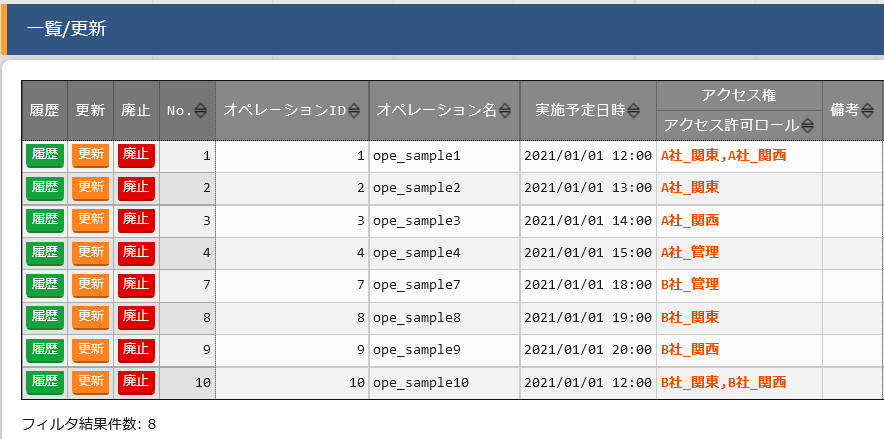 一覧/更新
履歴 更新 廃止 No. オペレーションID オペレーション名 実施予定日時 アクセス権 備考
アクセス許可ロール
履歴 更新 廃止 1 1 ope_sample1 2021/01/01 12:00 A社_関東,A社_関西
履歴 更新 廃止 2 2 ope_sample2 2021/01/01 13:00 A社_関東
履歴 更新 廃止 3 3 ope_sample3 2021/01/01 14:00 A社_関西
履歴 更新 廃止 4 4 ope_sample4 2021/01/01 15:00 A社_管理
履歴 更新 廃止 7 7 ope_sample7 2021/01/01 18:00 B社_管理
履歴 更新 廃止 8 8 ope_sample8 2021/01/01 19:00 B社_関東
履歴 更新 廃止 9 9 ope_sample9 2021/01/01 20:00 B社_関西
履歴 更新 廃止 10 10 ope_sample10 2021/01/01 12:00 B社_関東,B社_関西
フィルタ結果件数: 8